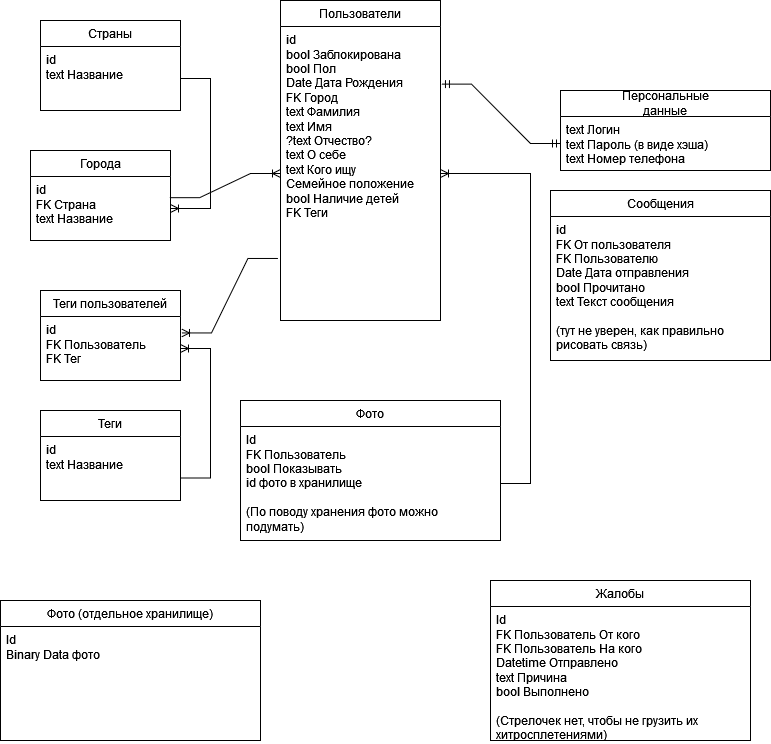 Страны
id
text Название
Города
id
FK Страна
text Название
Теги пользователей
id
FK Пользователь
FK Тег
Теги
id
text Название
Пользователи
id
bool Заблокирована
bool Пол
Date Дата Рождения
FK Город
text Фамилия
text Имя
?text Отчество?
text О себе
text Кого ищу
Семейное положение
bool Наличие детей
FK Теги
Персональные
данные
text Логин
text Пароль (в виде хэша)
text Номер телефона
Сообщения
id
FK От пользователя
FK Пользователю
Date Дата отправления
bool Прочитано
text Текст сообщения
(тут не уверен, как правильно
рисовать связь)
Фото
Id
FK Пользователь
bool Показывать
id фото в хранилище
(По поводу хранения фото можно
подумать)
Фото (отдельное хранилище)
Id
Binary Data фото
Жалобы
Id
FK Пользователь От кого
FK Пользователь На кого
Datetime Отправлено
text Причина
bool Выполнено
(Стрелочек нет, чтобы не грузить их
хитросплетениями)